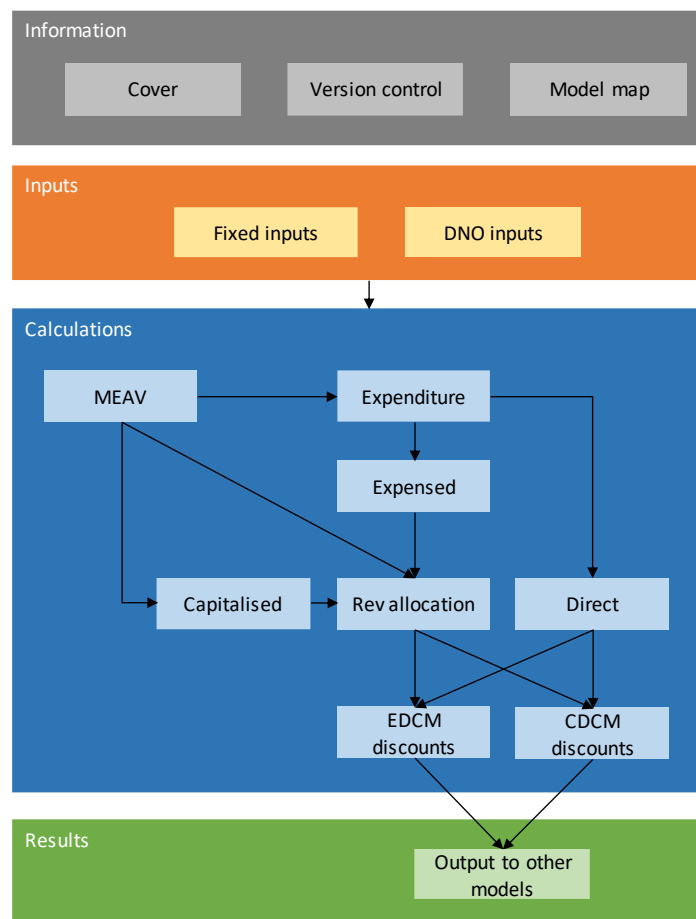 Information
Cover
Version control
Model map
Inputs
Fixed inputs
DNO inputs
Calculations
MEAV
Expenditure
Expensed
Capitalised
Rev allocation
Direct
EDCM
discounts
CDCM
discounts
Results
Output to other
models